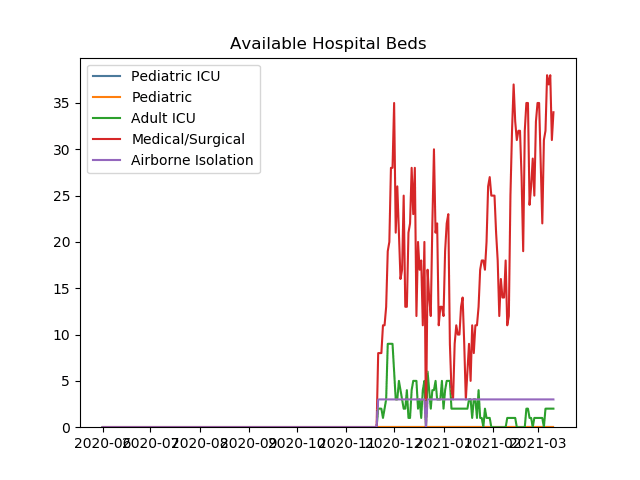 Available Hospital Beds
Pediatric ICU
Pediatric
Adult ICU
Medical/Surgical
Airborne Isolation
35
30
25
20
15
10
5
0
2020-06 2020-07 2020-08 2020-09 2020-10 2020-11 2020-12 2021-01 2021-02 2021-03